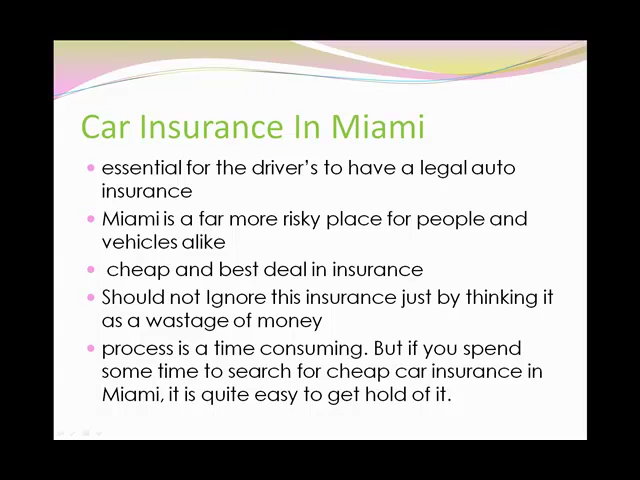 Car Insurance In Miami
essential for the driver's to have a legal auto
insurance
Miami is a far more risky place for people and
vehicles alike
cheap and best deal in insurance
Should not Ignore this insurance just by thinking it
as a wastage of money
process is a time consuming. But if you spend
some time to search for cheap car insurance in
Miami, it is quite easy to get hold of it.